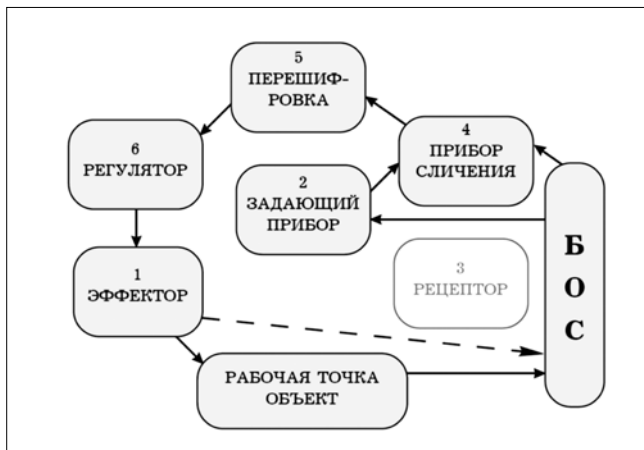 5
ПЕРЕШИФ-
РОВКА
4
ПРИБОР
СЛИЧЕНИЯ
6
РЕГУЛЯТОР
2
ЗАДАЮЩИЙ
ПРИБОР
Б
О
С
3
РЕЦЕПТОР
1
ЭФФЕКТОР
РАБОЧАЯ ТОЧКА
ОБЪЕКТ